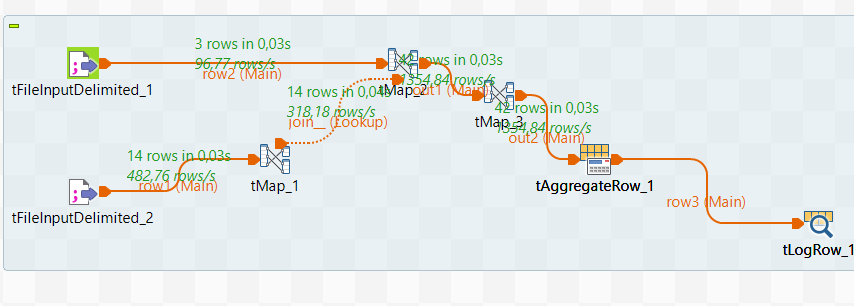 3 rows in 0,03s
96,77 rows/s
row2 (Main)
tFileInputDelimited_1
42 rows in 0,03s
1354,84 rows/s
out1 (Main)
tMap_2
14 rows in 0,04s
318,18 rows/s
join__ (Lookup)
42 rows in 0,03s
1354,84 rows/s
out2 (Main)
tMap_3
14 rows in 0,03s
482,76 rows/s
row1 (Main)
tMap_1
tFileInputDelimited_2
tAggregateRow_1
row3 (Main)
tLogRow_1